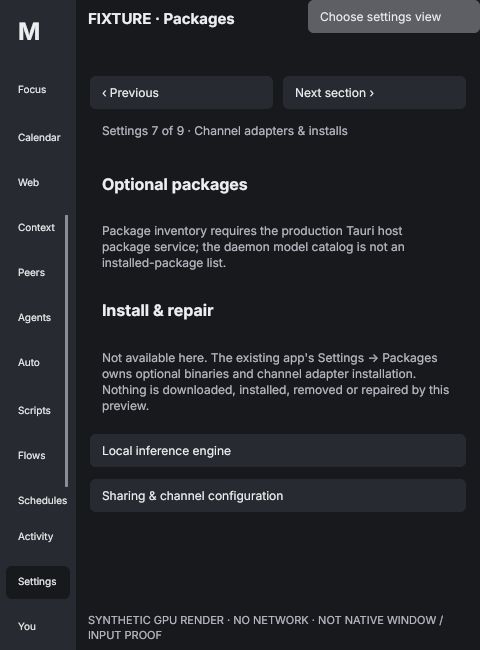 M
Focus
Calendar
Web
Context
Peers
Agents
Auto
Scripts
Flows
Schedules
Activity
Settings
You
FIXTURE · Packages
Choose settings view
‹ Previous
Next section ›
Settings 7 of 9 · Channel adapters & installs
Optional packages
Package inventory requires the production Tauri host
package service; the daemon model catalog is not an
installed-package list.
Install & repair
Not available here. The existing app's Settings → Packages
owns optional binaries and channel adapter installation.
Nothing is downloaded, installed, removed or repaired by this
preview.
Local inference engine
Sharing & channel configuration
SYNTHETIC GPU RENDER · NO NETWORK · NOT NATIVE WINDOW /
INPUT PROOF